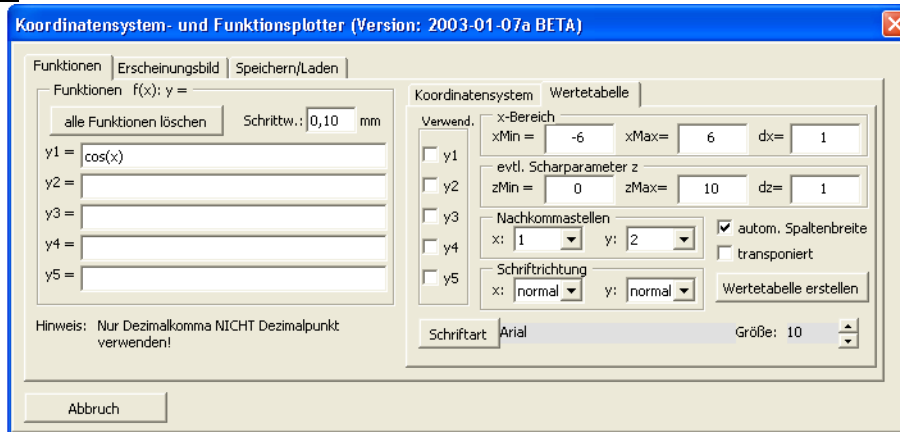 Koordinatensystem- und Funktionsplotter (Version: 2003-01-07a BETA)
Funktionen Erscheinungsbild Speichern/Laden
Funktionen f(x): y =
alle Funktionen löschen Schrittw.: 0,10 mm
y1 = cos(x)
y2 =
y3 =
y4 =
y5 =
Hinweis: Nur Dezimalkomma NICHT Dezimalpunkt
verwenden!
Koordinatensystem Wertetabelle
Verwend.
y1
y2
y3
y4
y5
x-Bereich
xMin = -6 xMax= 6 dx= 1
evtl. Scharparameter z
zMin = 0 zMax= 10 dz= 1
Nachkommastellen
x: 1 y: 2
autom. Spaltenbreite
transponiert
Schriftrichtung
x: normal y: normal
Wertetabelle erstellen
Schriftart Arial Größe: 10
Abbruch